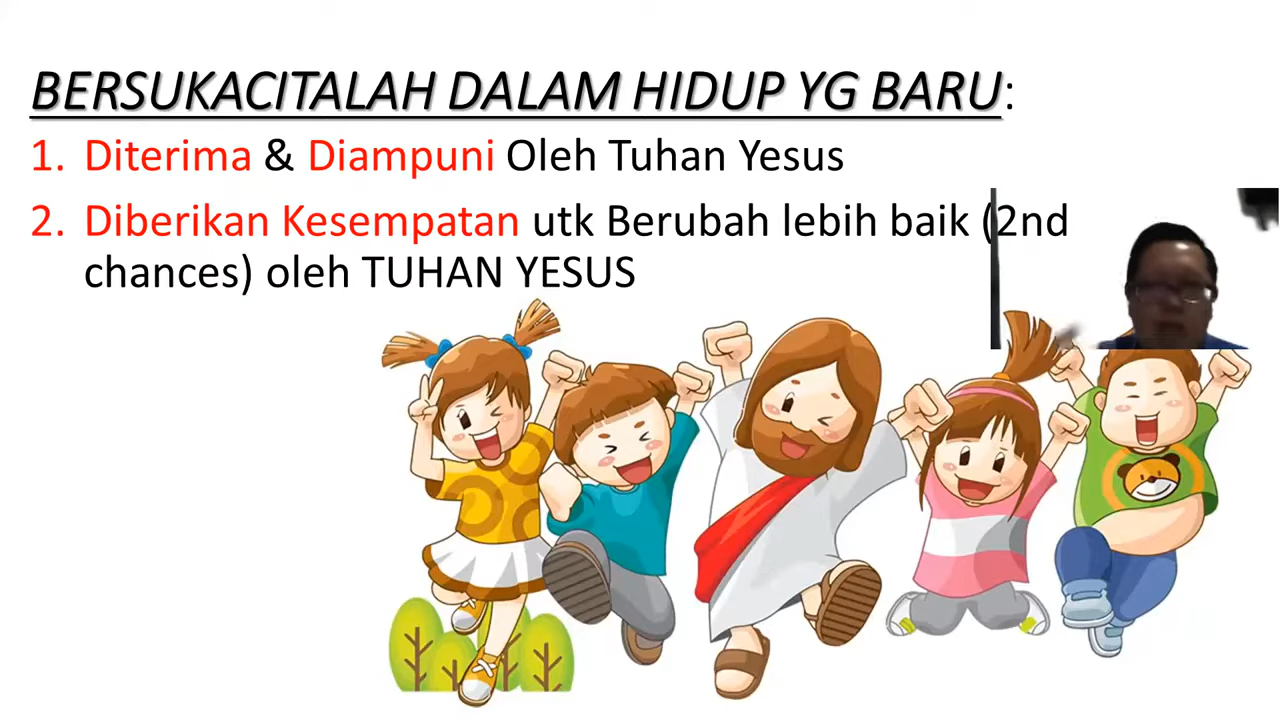 BERSUKACITALAH DALAM HIDUP YG BARU:
1. Diterima & Diampuni Oleh Tuhan Yesus
2. Diberikan Kesempatan utk Berubah lebih baik (2nd
chances) oleh TUHAN YESUS